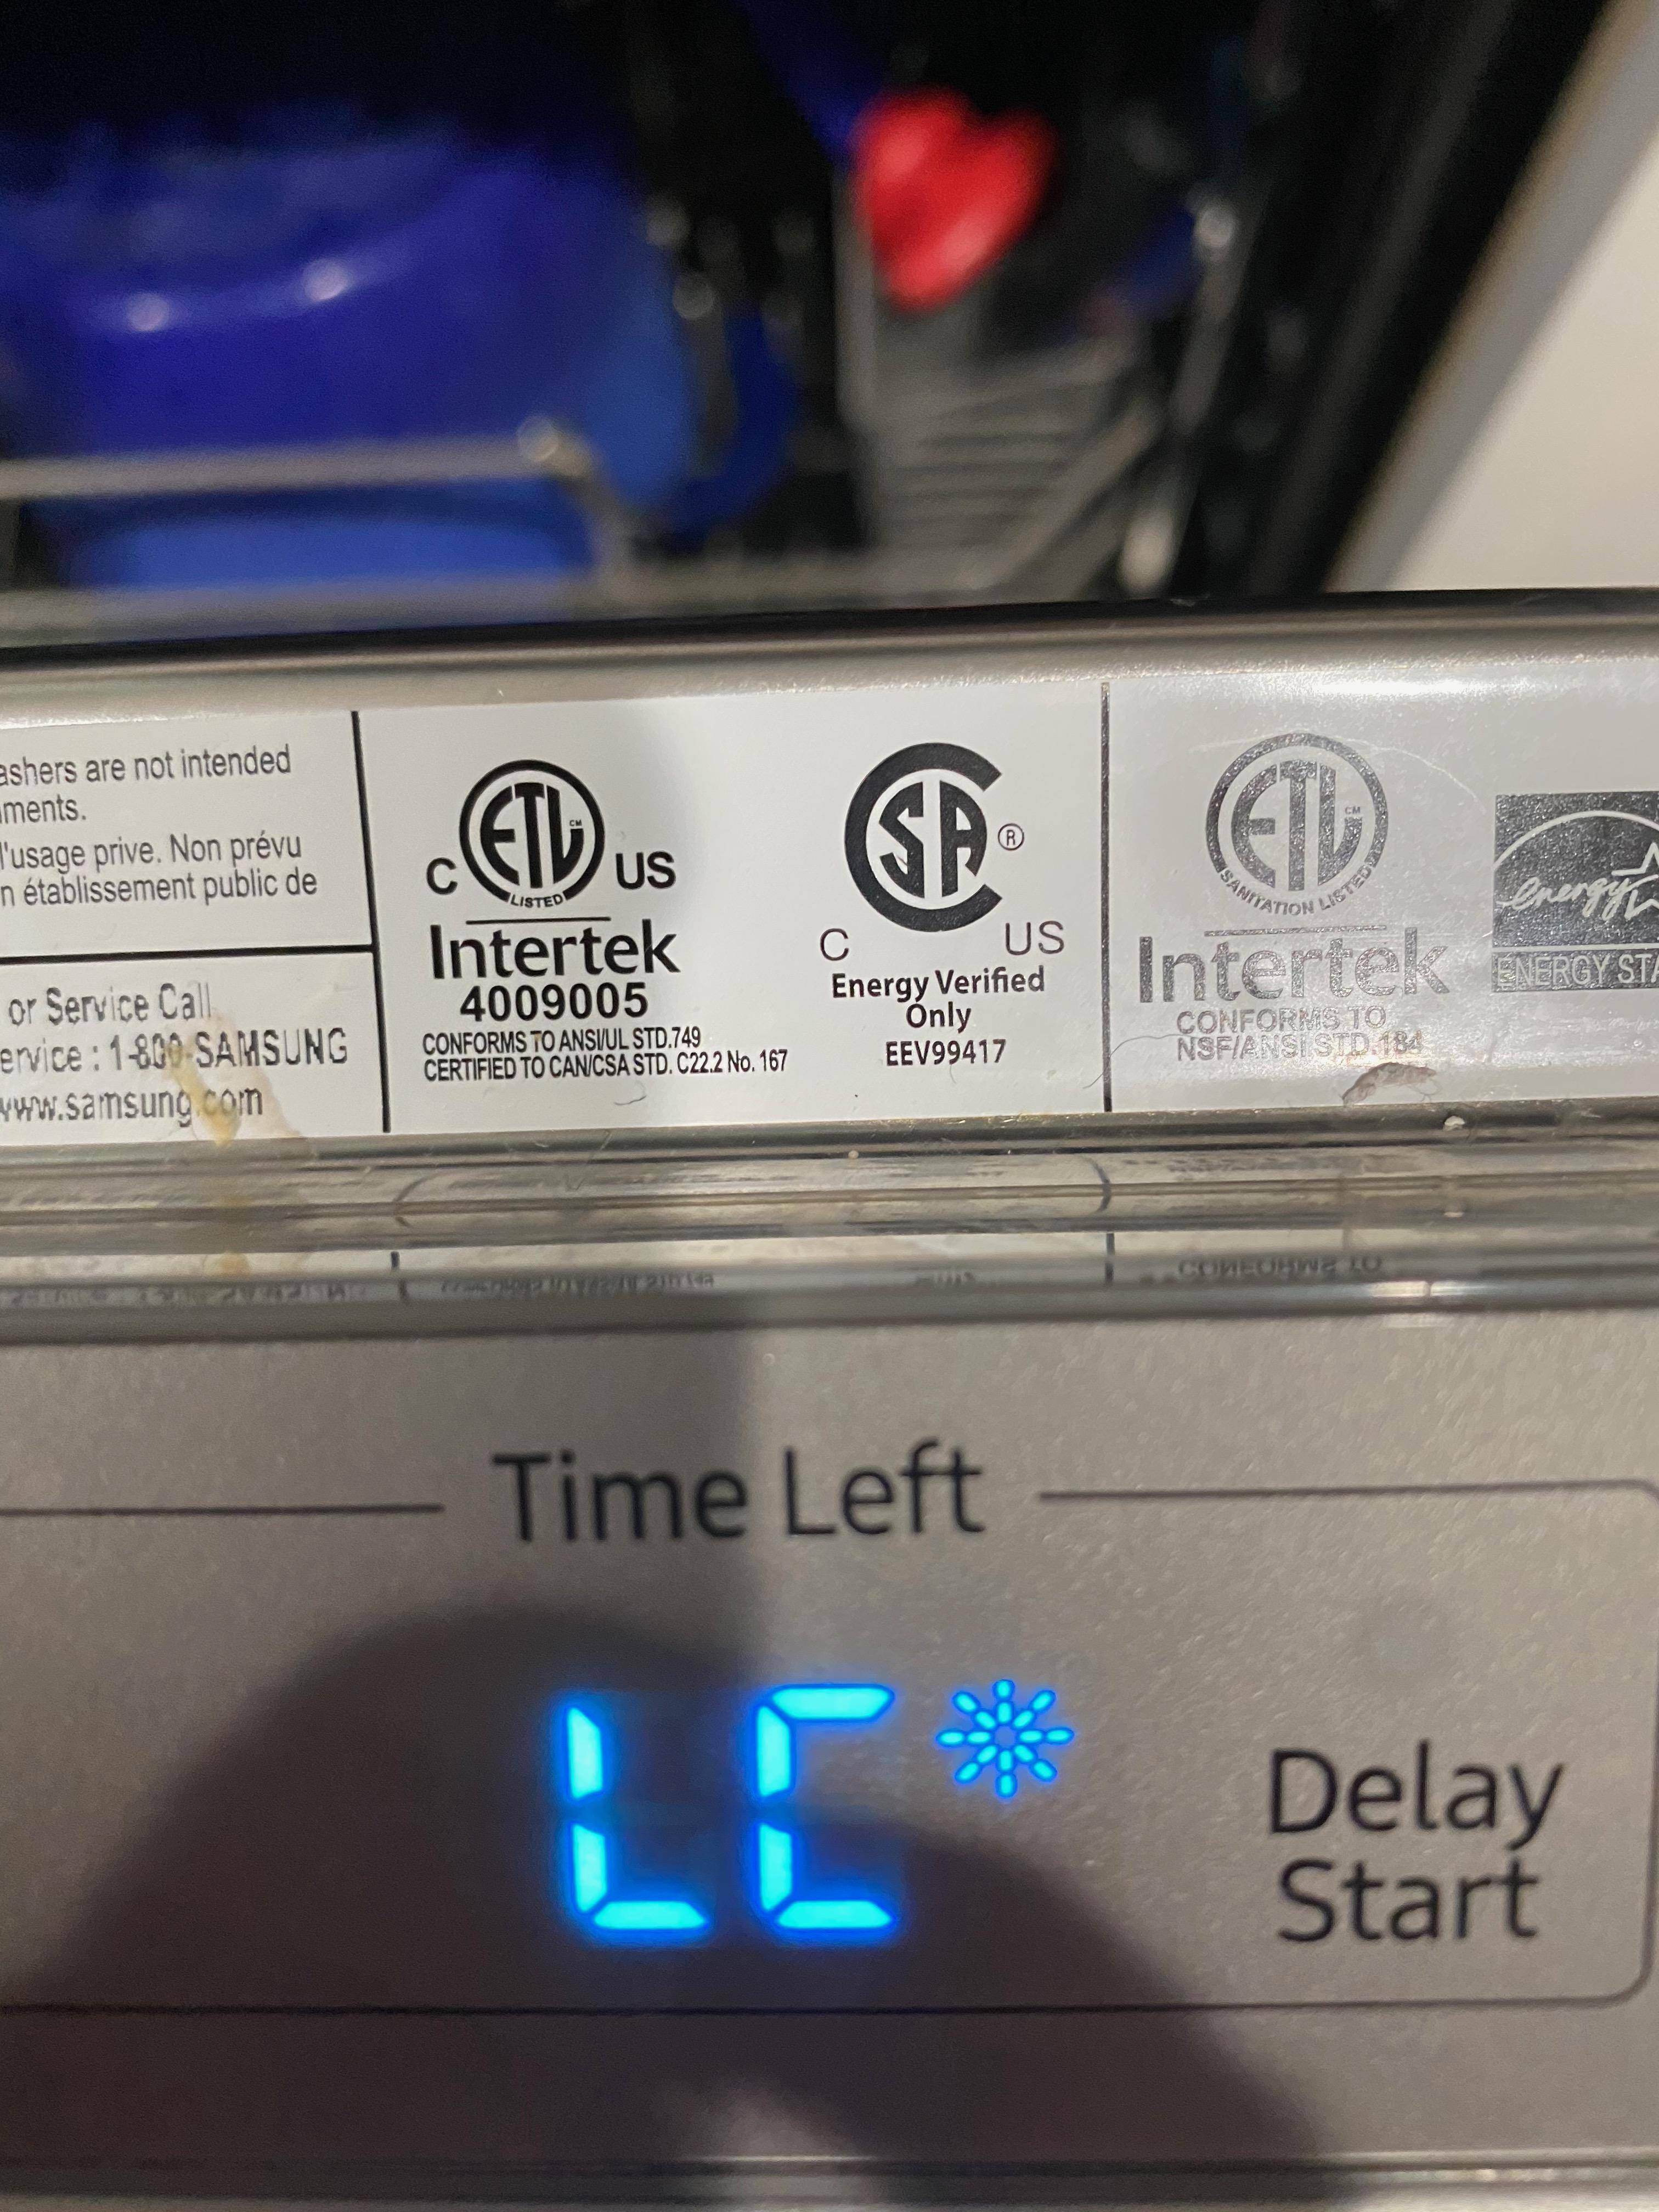 ashers are not intended
ments.
l'usage prive. Non prévu
n établissement public de
or Service Call
ervice : 1-800-SAMSUNG
www.samsung.com
C ETL CM US
LISTED
Intertek
4009005
CONFORMS TO ANSI/UL STD.749
CERTIFIED TO CAN/CSA STD. C22.2 No. 167
SA ®
C US
Energy Verified
Only
EEV99417
ETL CM
SANITATION LISTED
Intertek
CONFORMS TO
NSF/ANSI STD.184
energy
ENERGY STA
Time Left
LC
Delay
Start